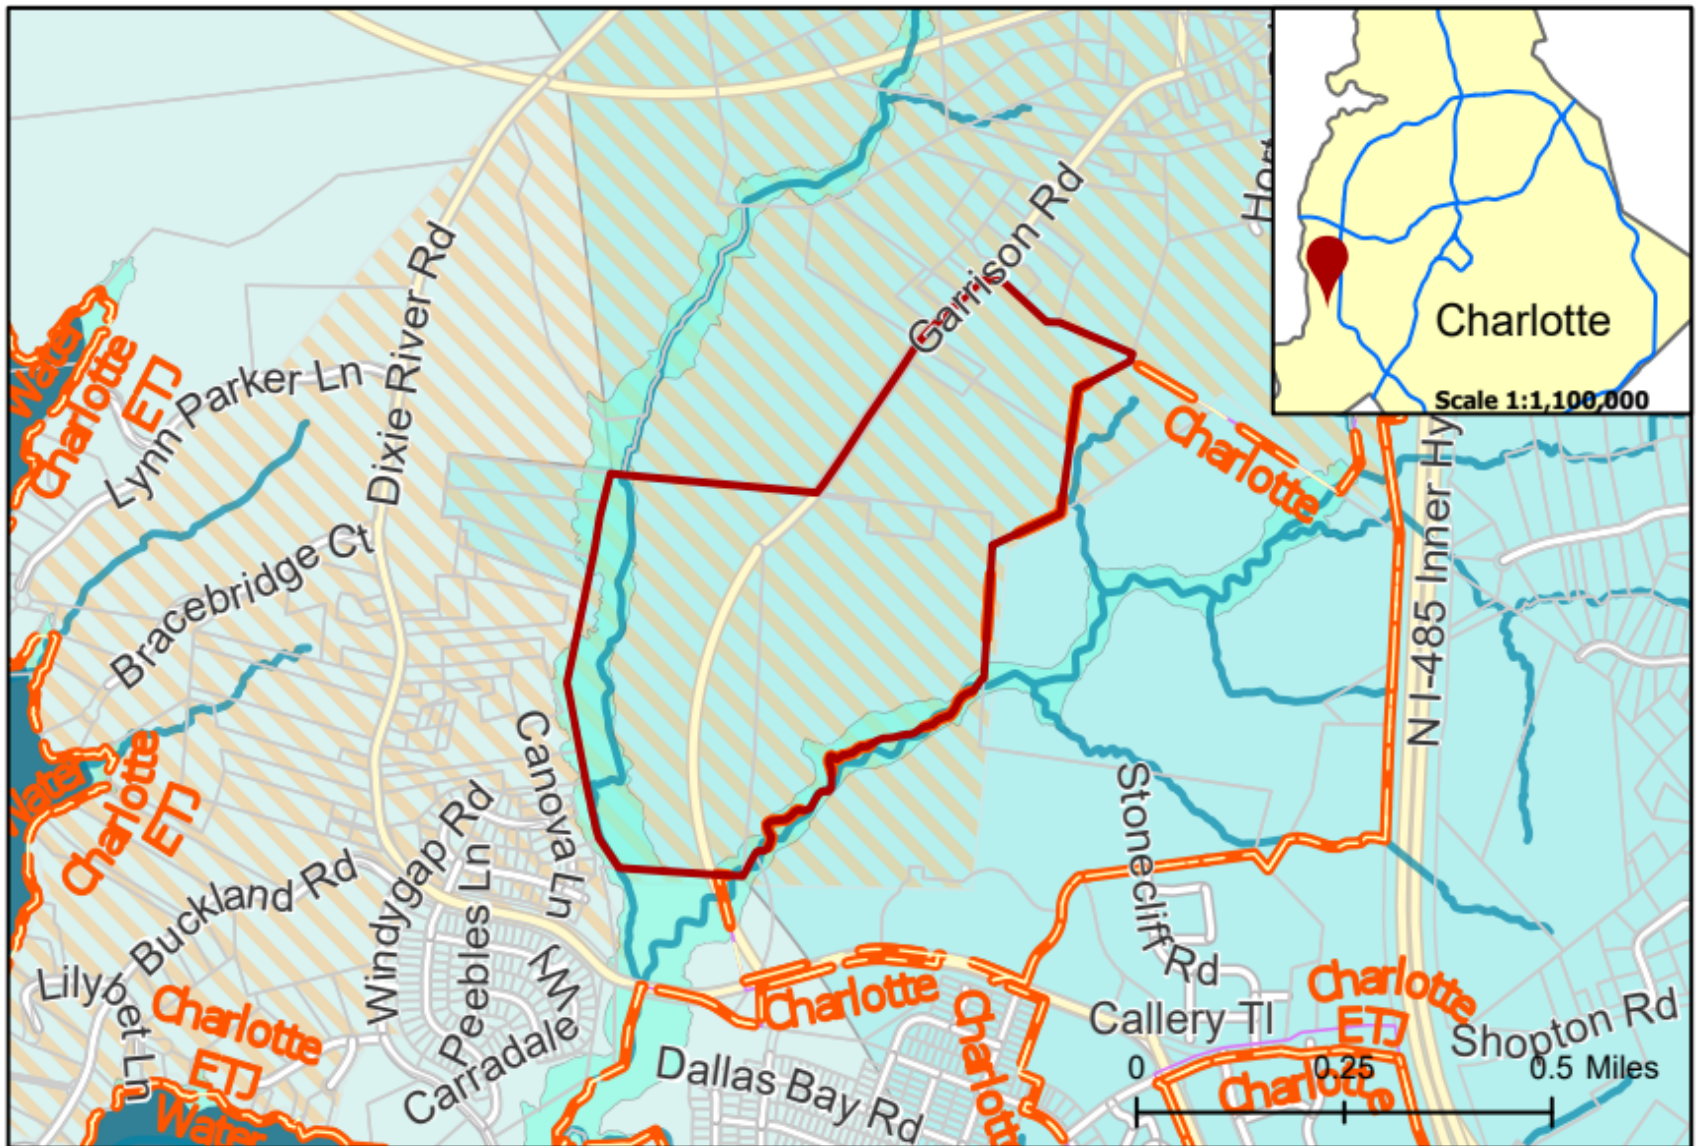 Garrison Rd
Charlotte
Scale 1:1,100,000
Dixie River Rd
Water
Charlotte
ETJ
Lynn Parker Ln
Charlotte
N I-485 Inner Hy
Bracebridge Ct
Canova Ln
Water
Charlotte
ETJ
Windygap Rd
Peebles Ln
Stonecliff Rd
Buckland Rd
Lilybet Ln
NM
Charlotte
ETJ
Charlotte
Charlotte
Charlotte
ETJ
Callery Tl
Shopton Rd
Carradale
Dallas Bay Rd
Charlotte
Water
0 0.25 0.5 Miles